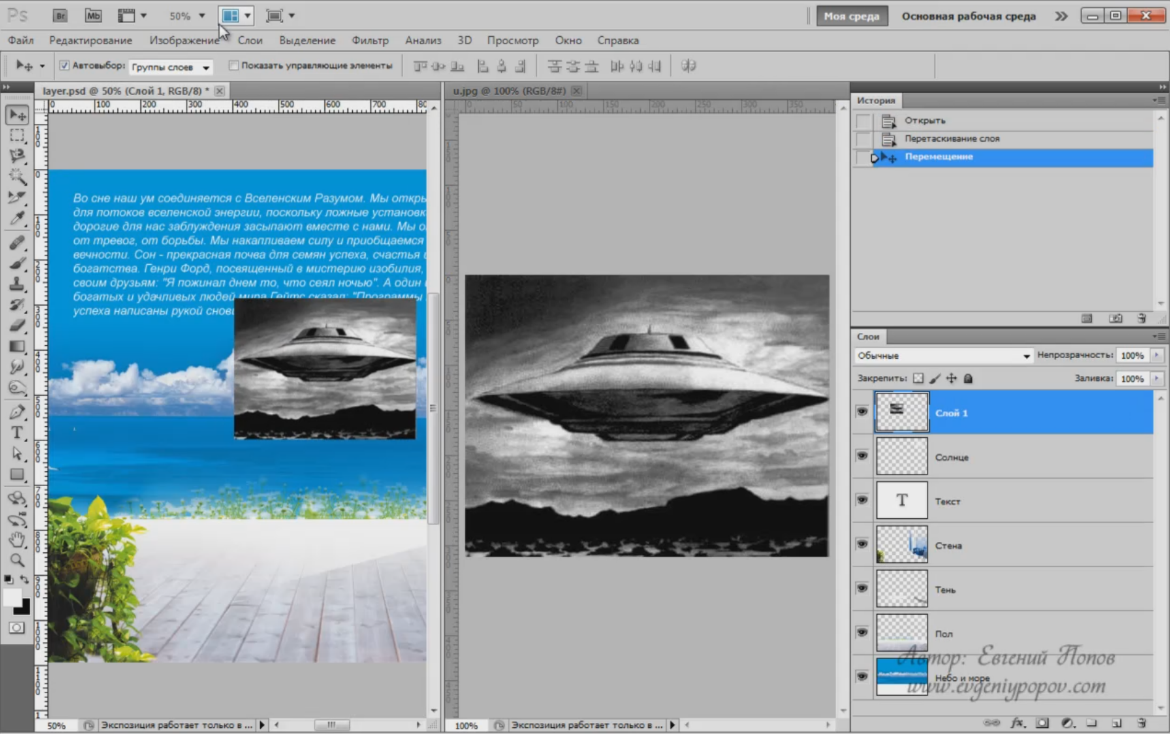 Ps Br Mb 50% Моя среда Основная рабочая среда
Файл Редактирование Изображение Слои Выделение Фильтр Анализ 3D Просмотр Окно Справка
Автовыбор: Группы слоев Показать управляющие элементы
layer.psd @ 50% (Слой 1, RGB/8) * u.jpg @ 100% (RGB/8#)
Во сне наш ум соединяется с Вселенским Разумом. Мы откры
для потоков вселенской энергии, поскольку ложные установк
дорогие для нас заблуждения засыпают вместе с нами. Мы о
от тревог, от борьбы. Мы накапливаем силу и приобщаемся
вечности. Сон - прекрасная почва для семян успеха, счастья
богатства. Генри Форд, посвященный в мистерию изобилия,
своим друзьям: "Я пожинал днем то, что сеял ночью". А один
богатых и удачливых людей мира Гейтс сказал: "Программы
успеха написаны рукой снови
50% Экспозиция работает только в ...
100% Экспозиция работает только в ...
История
Открыть
Перетаскивание слоя
Перемещение
Слои
Обычные Непрозрачность: 100%
Закрепить: Заливка: 100%
Слой 1
Солнце
T Текст
Стена
Тень
Пол
Автор: Евгений Попов
Небо и море
www.evgeniypopov.com